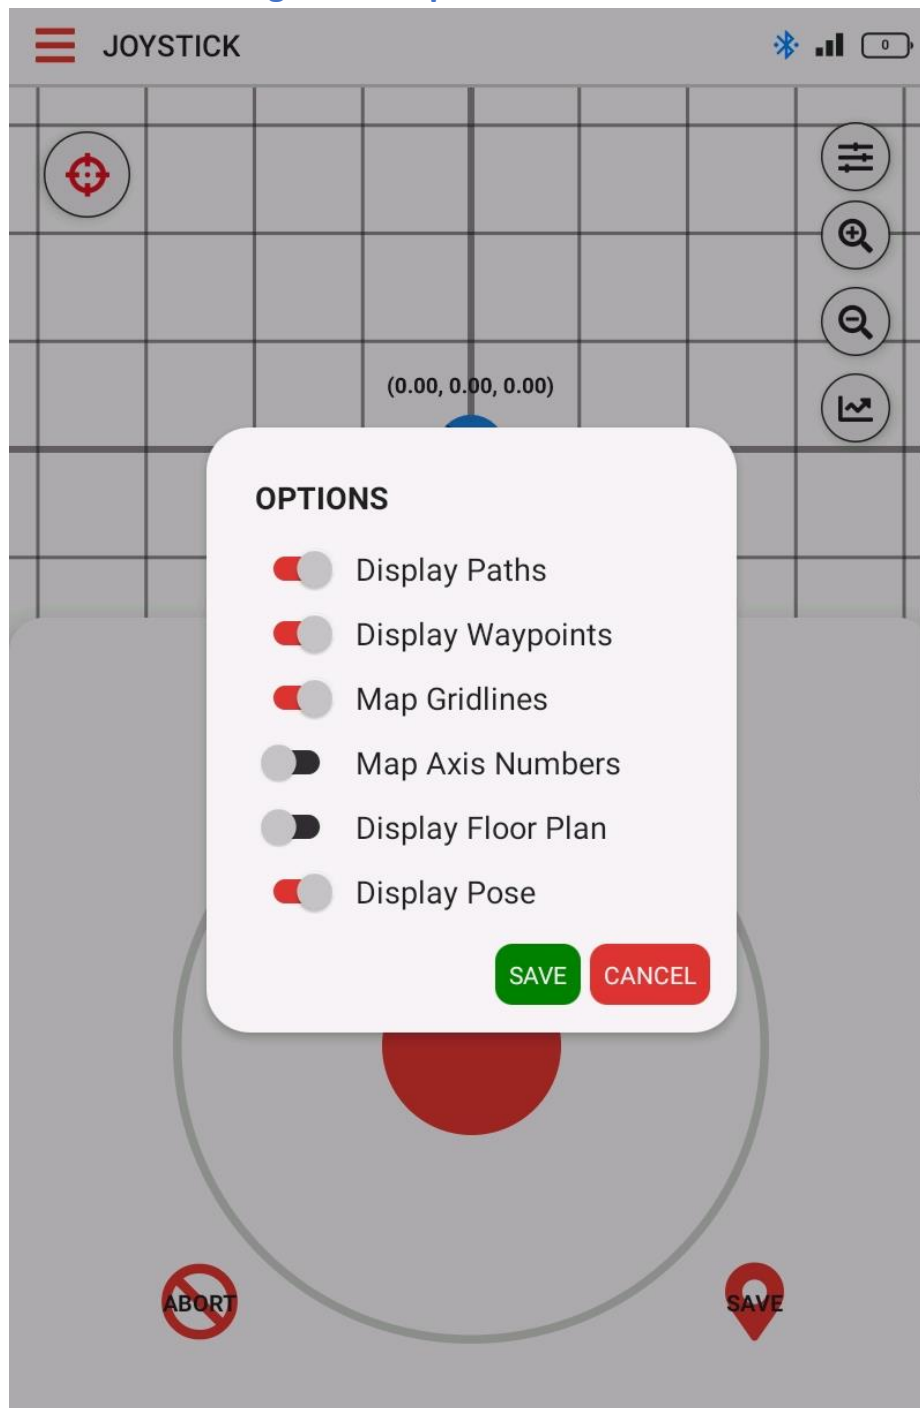 JOYSTICK
0
(0.00, 0.00, 0.00)
OPTIONS
Display Paths
Display Waypoints
Map Gridlines
Map Axis Numbers
Display Floor Plan
Display Pose
SAVE CANCEL
ABORT
SAVE